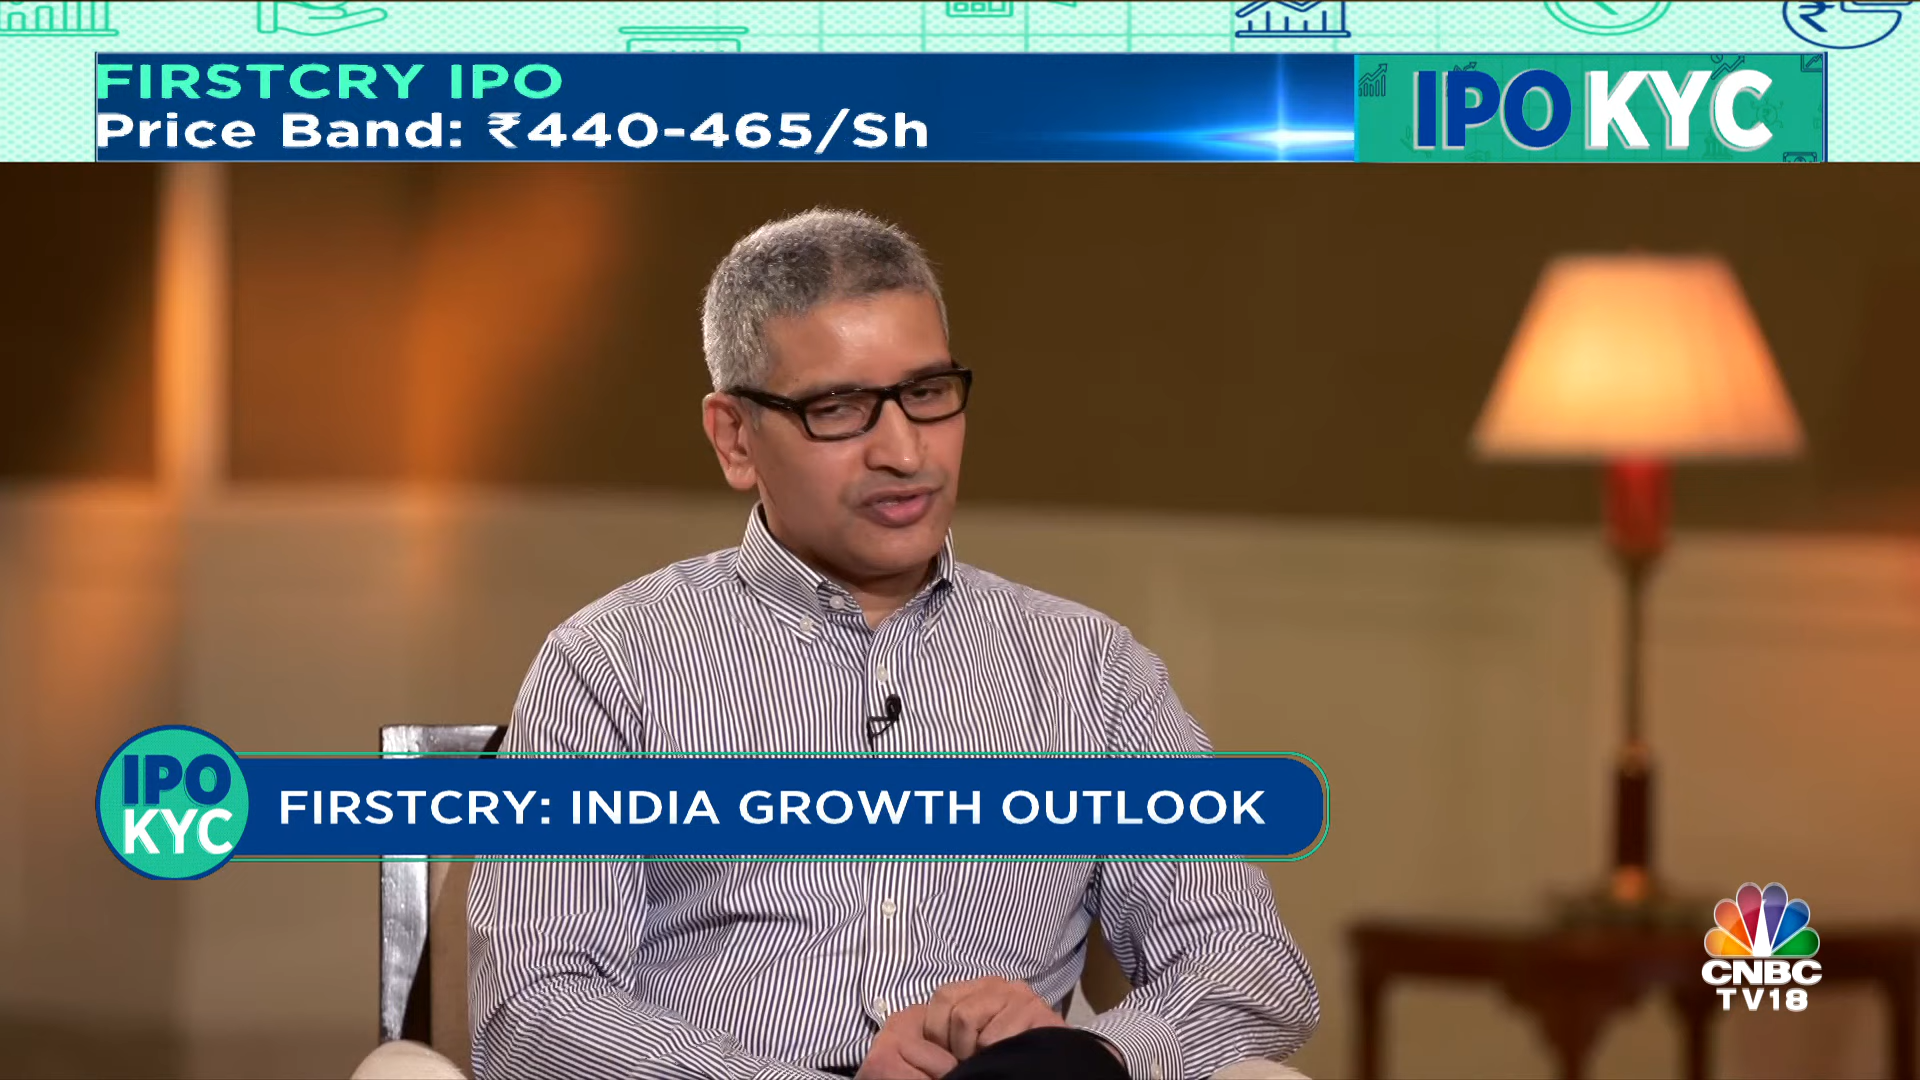 FIRSTCRY IPO
Price Band: ₹440-465/Sh
IPO KYC
IPO
KYC
FIRSTCRY: INDIA GROWTH OUTLOOK
CNBC
TV18